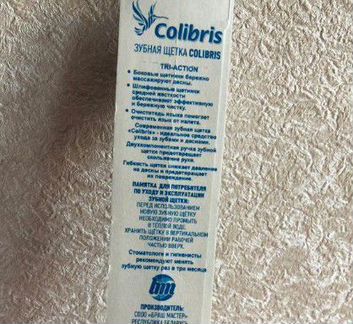 Colibris
ЗУБНАЯ ЩЕТКА COLIBRIS
TRI-ACTION
• Боковые щетинки бережно
массируют десны.
• Шлифованные щетинки
средней жесткости
обеспечивают эффективную
и бережную чистку.
• Очиститель языка помогает
очистить язык от налета.
Современная зубная щетка
«Colibris» - идеальное средство
ухода за зубами и деснами.
Двухкомпонентная ручка зубной
щетки предотвращает
скольжение руки.
Гибкость щетки снижает давление
на десны и предотвращает
их повреждение.
ПАМЯТКА ДЛЯ ПОТРЕБИТЕЛЯ
ПО УХОДУ И ЭКСПЛУАТАЦИИ
ЗУБНОЙ ЩЕТКИ:
ПЕРЕД ИСПОЛЬЗОВАНИЕМ
НОВУЮ ЗУБНУЮ ЩЕТКУ
НЕОБХОДИМО ПРОМЫТЬ
В ТЕПЛОЙ ВОДЕ.
ХРАНИТЬ ЩЕТКУ В ВЕРТИКАЛЬНОМ
ПОЛОЖЕНИИ РАБОЧЕЙ
ЧАСТЬЮ ВВЕРХ.
Стоматологи и гигиенисты
рекомендуют менять
зубную щетку раз в три месяца
bm
ПРОИЗВОДИТЕЛЬ:
СООО «БРАШ МАСТЕР»
РЕСПУБЛИКА БЕЛАРУСЬ